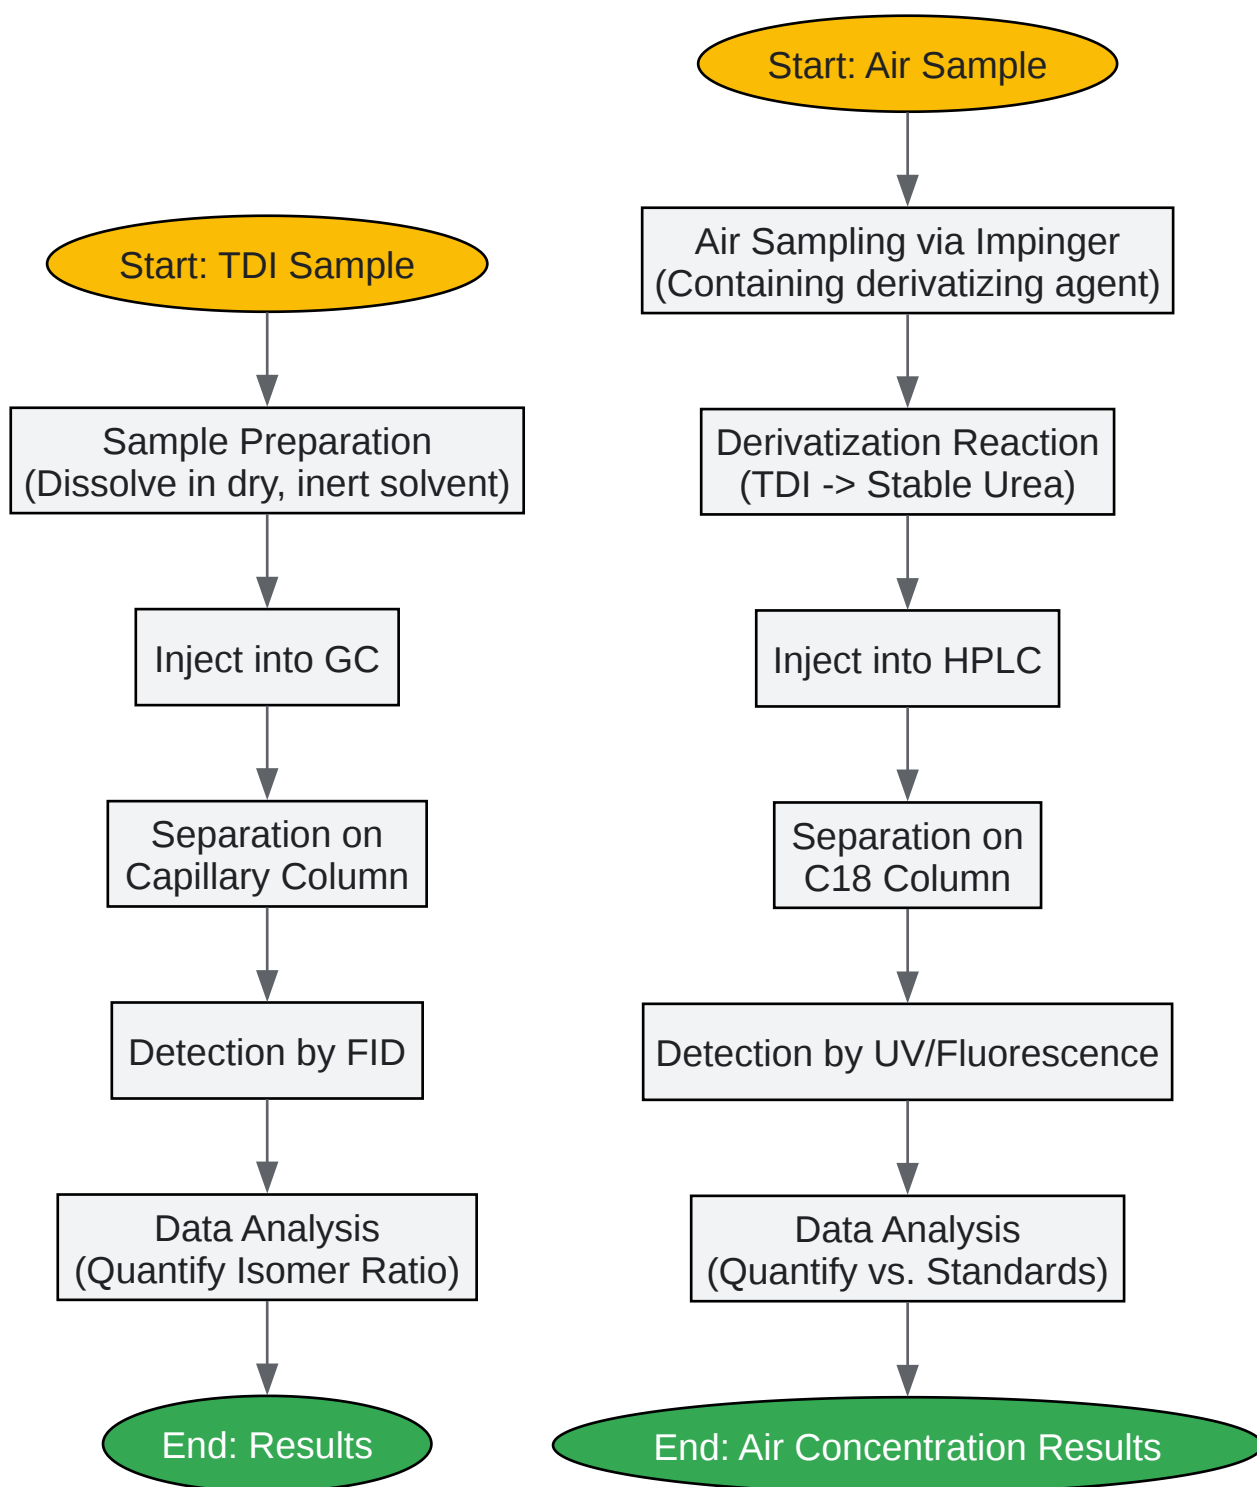 Start: TDI Sample
Sample Preparation
(Dissolve in dry, inert solvent)
Inject into GC
Separation on
Capillary Column
Detection by FID
Data Analysis
(Quantify Isomer Ratio)
End: Results
Start: Air Sample
Air Sampling via Impinger
(Containing derivatizing agent)
Derivatization Reaction
(TDI -> Stable Urea)
Inject into HPLC
Separation on
C18 Column
Detection by UV/Fluorescence
Data Analysis
(Quantify vs. Standards)
End: Air Concentration Results